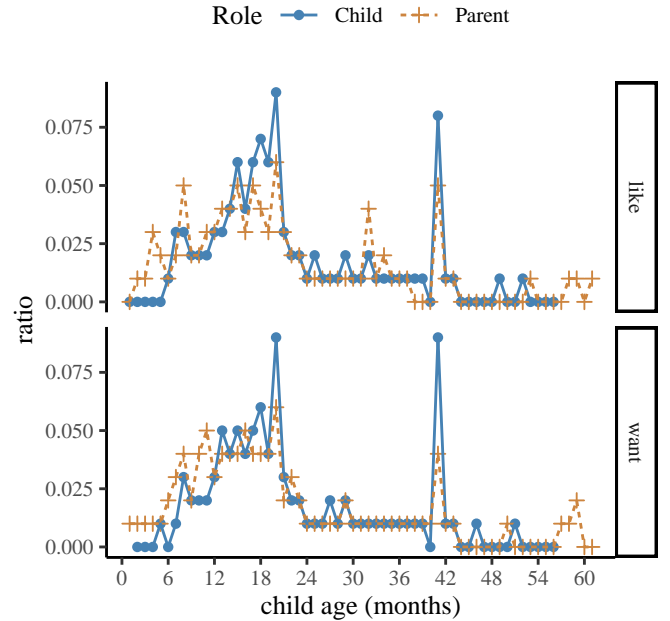 Role Child Parent
ratio
0.075
0.050
0.025
0.000
like
0.075
0.050
0.025
0.000
want
0 6 12 18 24 30 36 42 48 54 60
child age (months)